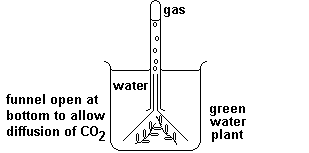 gas
water
funnel open at
bottom to allow
diffusion of CO2
green
water
plant